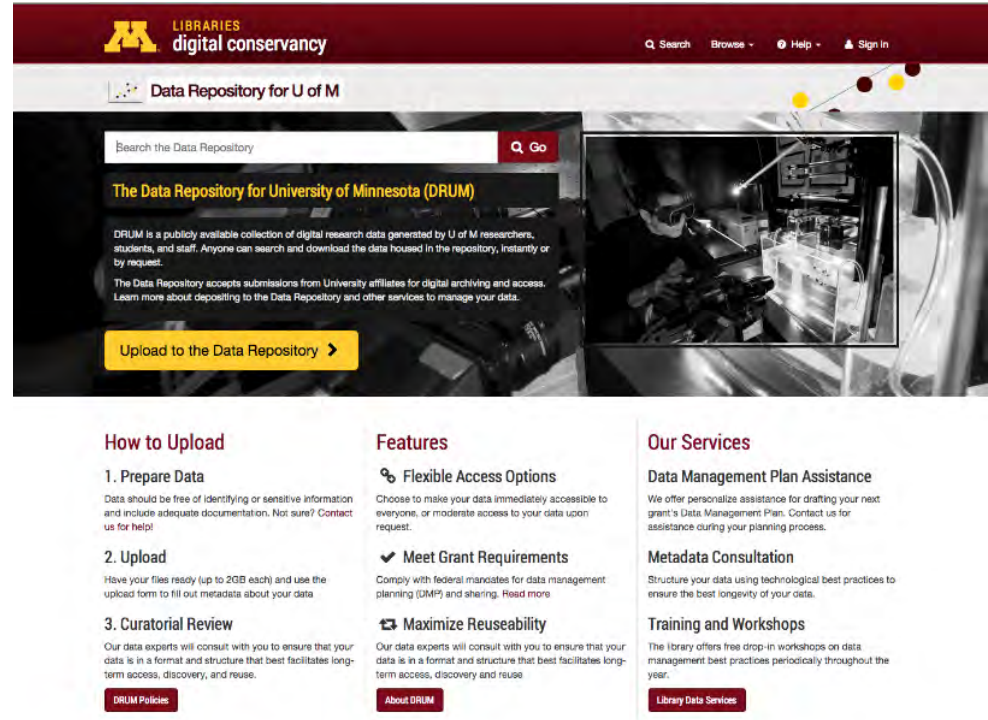 LIBRARIES
digital conservancy
Search
Browse
Help
Sign In
Data Repository for U of M
Search the Data Repository
Go
The Data Repository for University of Minnesota (DRUM)
DRUM is a publicly available collection of digital research data generated by U of M researchers,
students, and staff. Anyone can search and download the data housed in the repository, instantly or
by request.
The Data Repository accepts submissions from University affiliates for digital archiving and access.
Learn more about depositing to the Data Repository and other services to manage your data.
Upload to the Data Repository
How to Upload
1. Prepare Data
Data should be free of identifying or sensitive information
and include adequate documentation. Not sure? Contact
us for help!
2. Upload
Have your files ready (up to 2GB each) and use the
upload form to fill out metadata about your data
3. Curatorial Review
Our data experts will consult with you to ensure that your
data is in a format and structure that best facilitates long-
term access, discovery, and reuse.
DRUM Policies
Features
Flexible Access Options
Choose to make your data immediately accessible to
everyone, or moderate access to your data upon
request.
Meet Grant Requirements
Comply with federal mandates for data management
planning (DMP) and sharing. Read more
Maximize Reuseability
Our data experts will consult with you to ensure that your
data is in a format and structure that best facilitates long-
term access, discovery and reuse
About DRUM
Our Services
Data Management Plan Assistance
We offer personalize assistance for drafting your next
grant's Data Management Plan. Contact us for
assistance during your planning process.
Metadata Consultation
Structure your data using technological best practices to
ensure the best longevity of your data.
Training and Workshops
The library offers free drop-in workshops on data
management best practices periodically throughout the
year.
Library Data Services